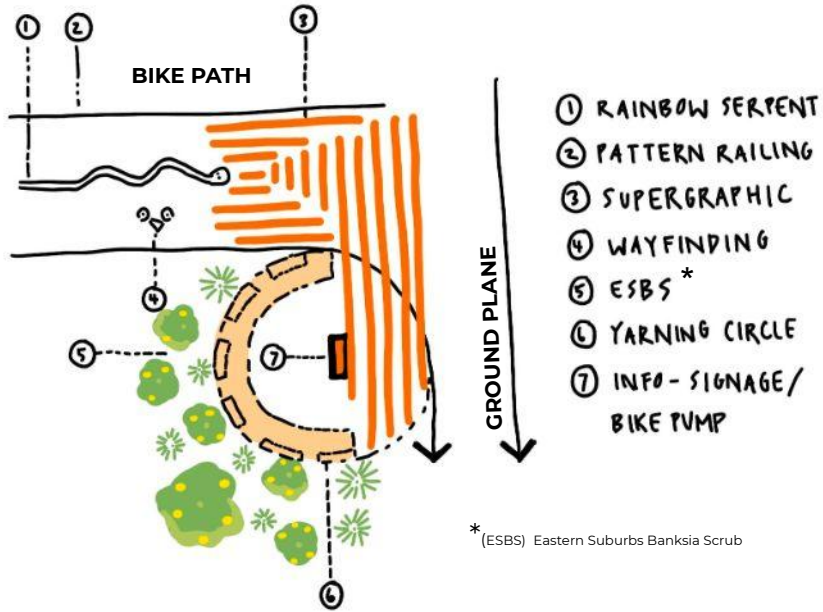 ① ② ③
BIKE PATH
④
⑤
⑦
⑥
GROUND PLANE
① RAINBOW SERPENT
② PATTERN RAILING
③ SUPERGRAPHIC
④ WAYFINDING
⑤ ESBS *
⑥ YARNING CIRCLE
⑦ INFO-SIGNAGE/
BIKE PUMP
*(ESBS) Eastern Suburbs Banksia Scrub